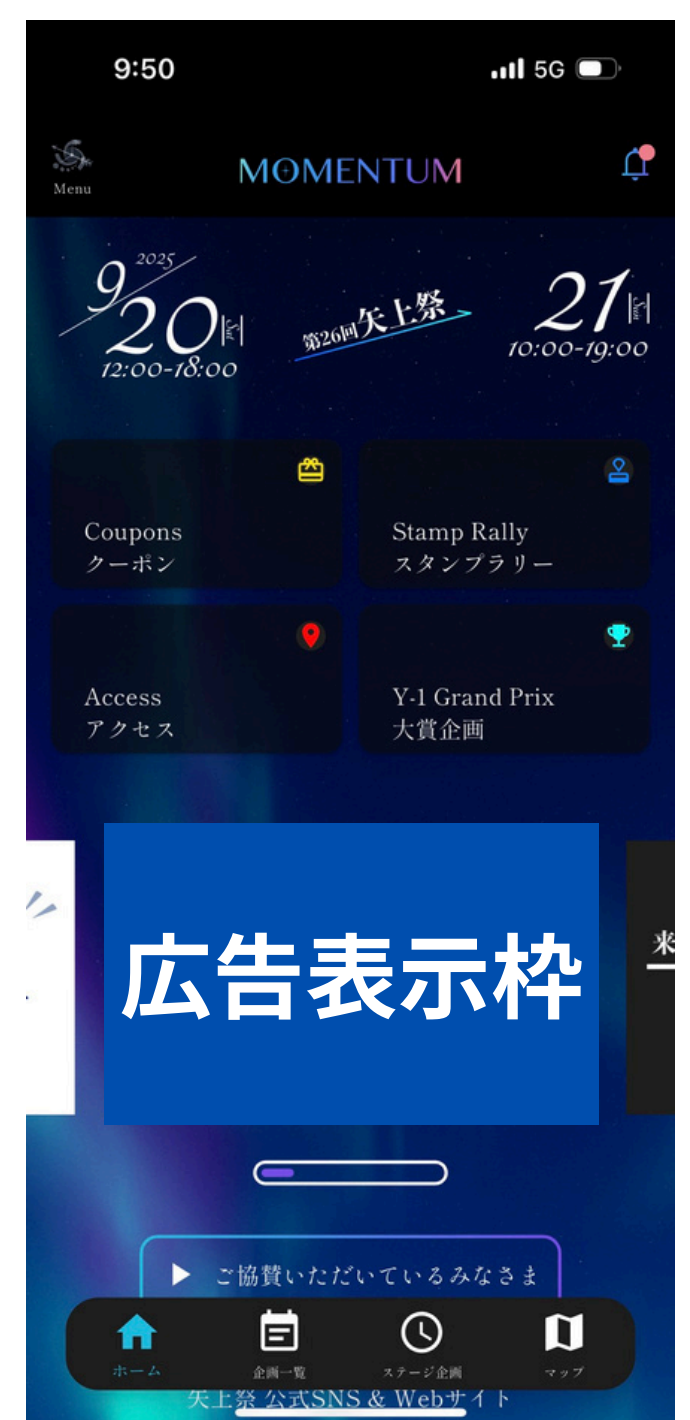 9:50
5G
Menu
MOMENTUM
2025
9/20 Sat
12:00-18:00
第26回矢上祭
21 Sun
10:00-19:00
Coupons
クーポン
Stamp Rally
スタンプラリー
Access
アクセス
Y-1 Grand Prix
大賞企画
広告表示枠
来
ご協賛いただいているみなさま
ホーム
企画一覧
ステージ企画
マップ
矢上祭 公式SNS & Webサイト